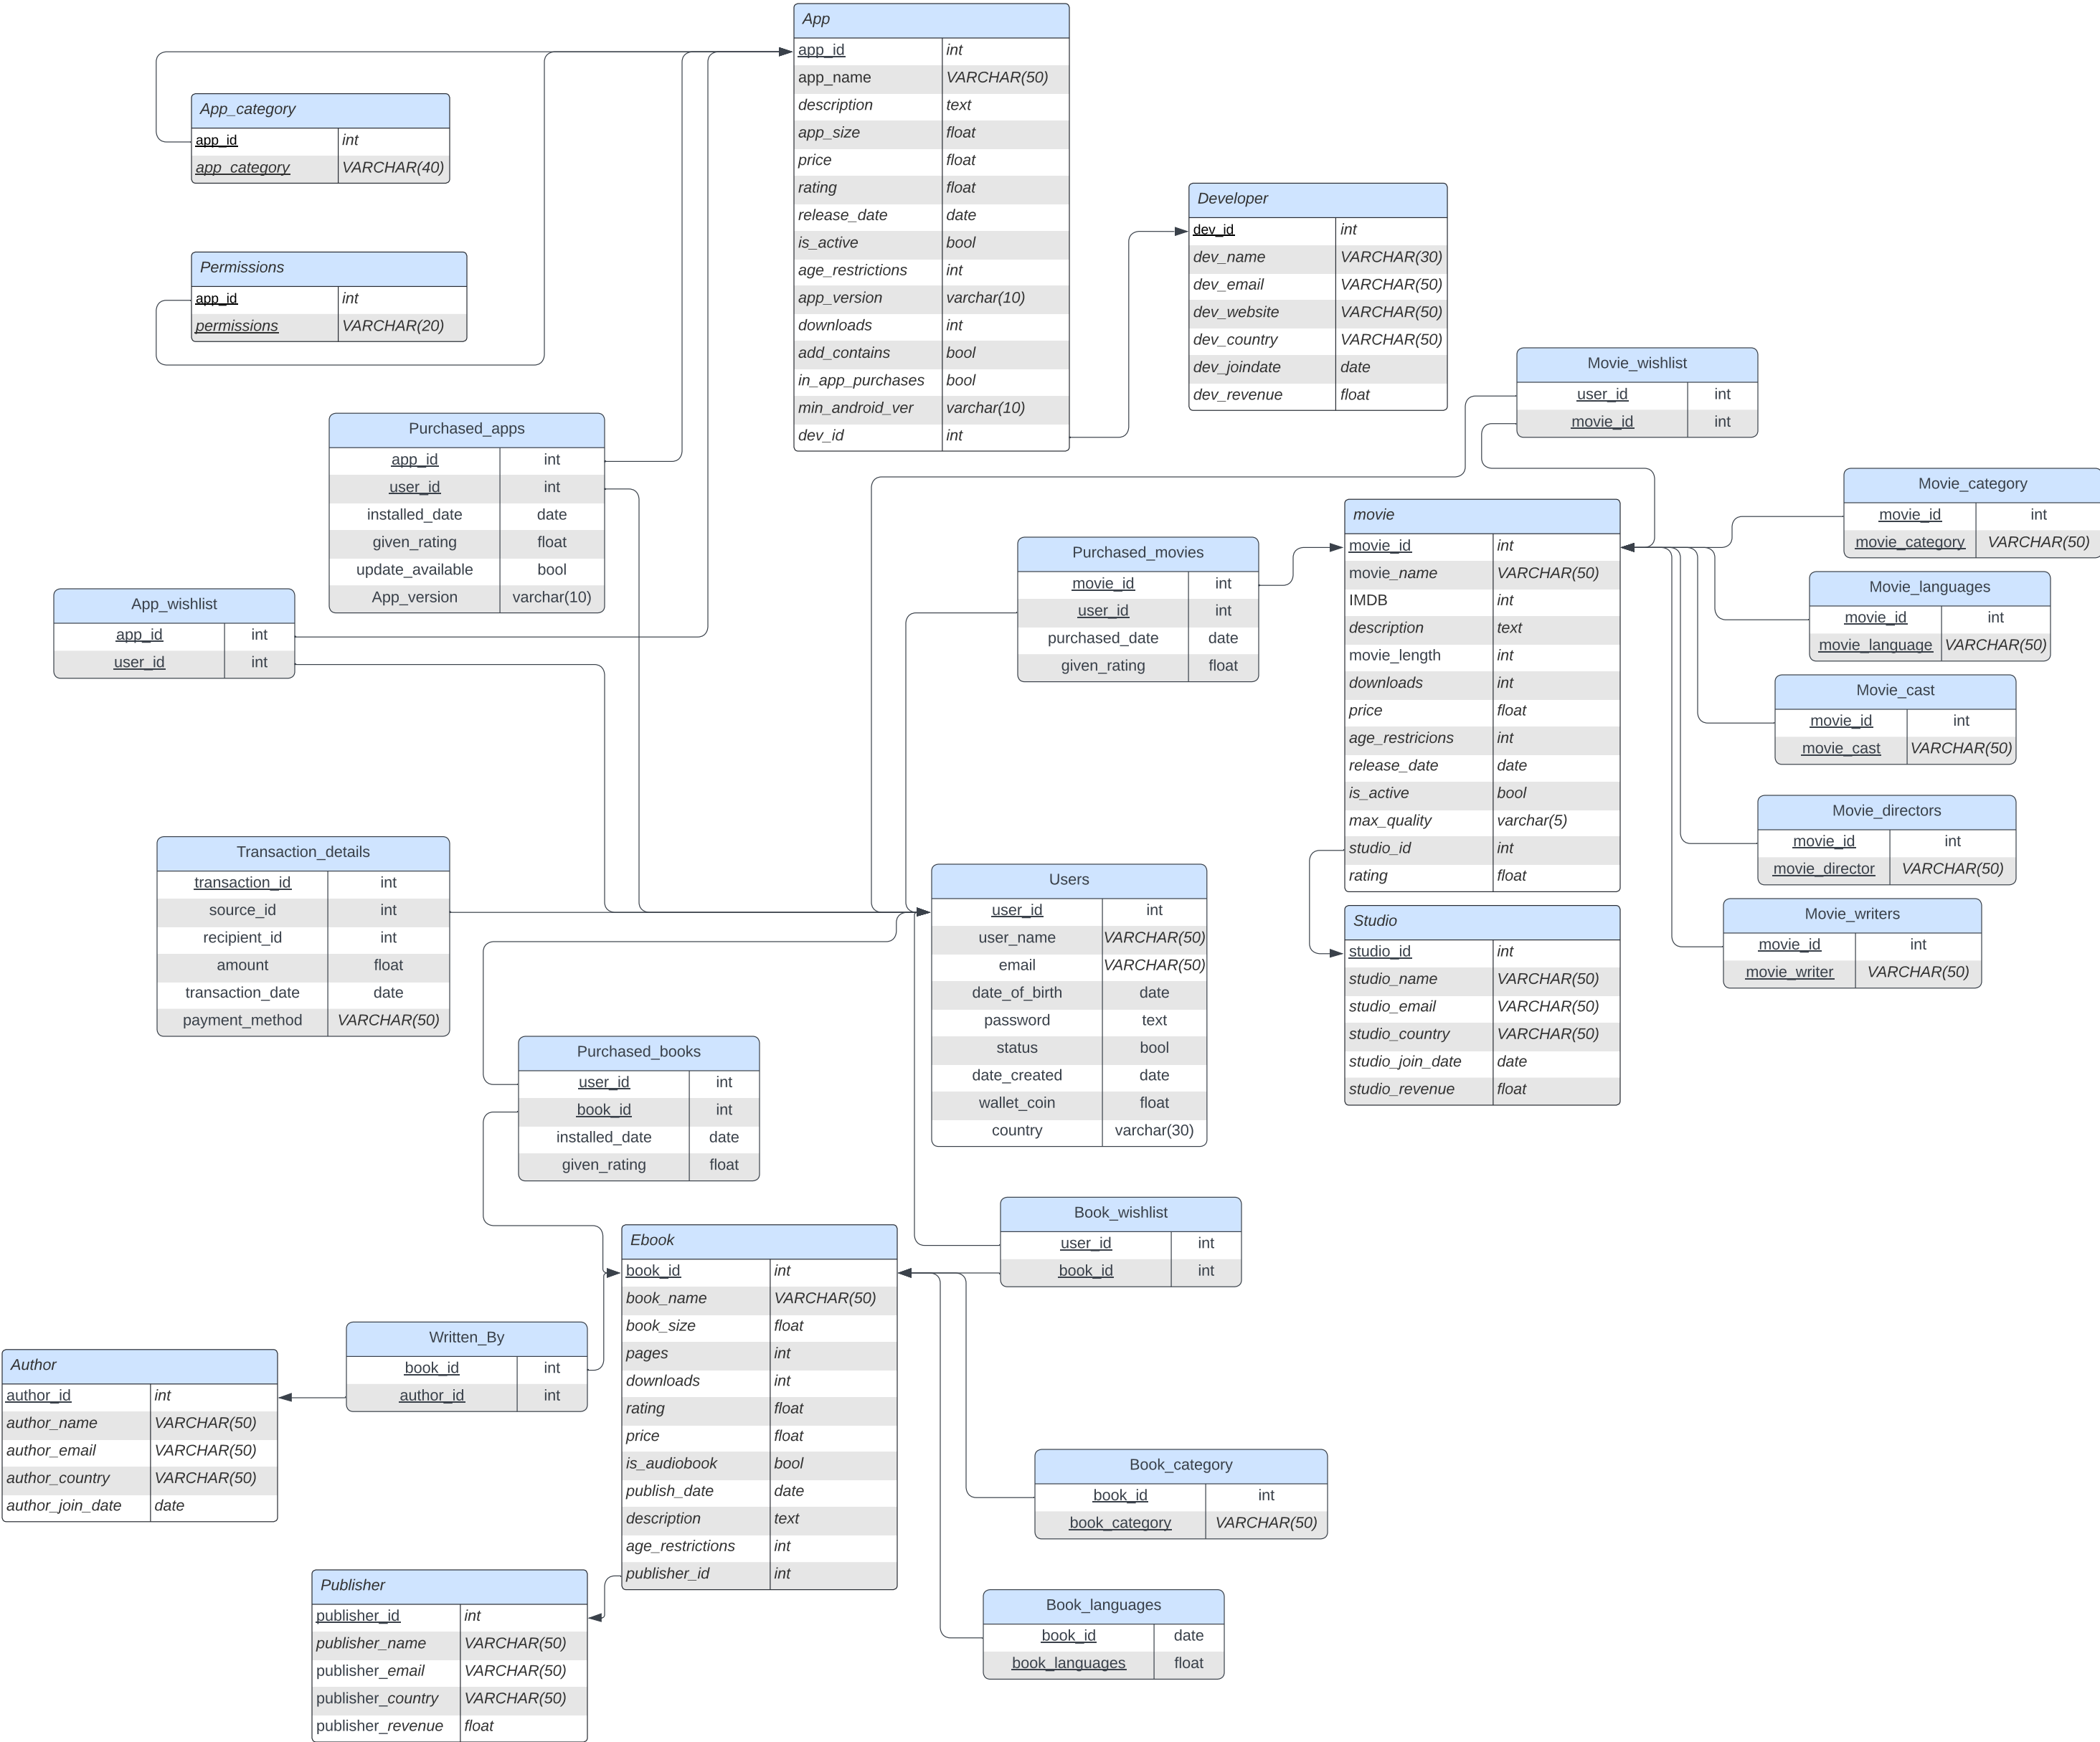 App
app_id int
app_name VARCHAR(50)
description text
app_size float
price float
rating float
release_date date
is_active bool
age_restrictions int
app_version varchar(10)
downloads int
add_contains bool
in_app_purchases bool
min_android_ver varchar(10)
dev_id int
App_category
app_id int
app_category VARCHAR(40)
Permissions
app_id int
permissions VARCHAR(20)
Developer
dev_id int
dev_name VARCHAR(30)
dev_email VARCHAR(50)
dev_website VARCHAR(50)
dev_country VARCHAR(50)
dev_joindate date
dev_revenue float
Movie_wishlist
user_id int
movie_id int
Purchased_apps
app_id int
user_id int
installed_date date
given_rating float
update_available bool
App_version varchar(10)
App_wishlist
app_id int
user_id int
Purchased_movies
movie_id int
user_id int
purchased_date date
given_rating float
movie
movie_id int
movie_name VARCHAR(50)
IMDB int
description text
movie_length int
downloads int
price float
age_restricions int
release_date date
is_active bool
max_quality varchar(5)
studio_id int
rating float
Movie_category
movie_id int
movie_category VARCHAR(50)
Movie_languages
movie_id int
movie_language VARCHAR(50)
Movie_cast
movie_id int
movie_cast VARCHAR(50)
Movie_directors
movie_id int
movie_director VARCHAR(50)
Movie_writers
movie_id int
movie_writer VARCHAR(50)
Transaction_details
transaction_id int
source_id int
recipient_id int
amount float
transaction_date date
payment_method VARCHAR(50)
Users
user_id int
user_name VARCHAR(50)
email VARCHAR(50)
date_of_birth date
password text
status bool
date_created date
wallet_coin float
country varchar(30)
Studio
studio_id int
studio_name VARCHAR(50)
studio_email VARCHAR(50)
studio_country VARCHAR(50)
studio_join_date date
studio_revenue float
Purchased_books
user_id int
book_id int
installed_date date
given_rating float
Book_wishlist
user_id int
book_id int
Ebook
book_id int
book_name VARCHAR(50)
book_size float
pages int
downloads int
rating float
price float
is_audiobook bool
publish_date date
description text
age_restrictions int
publisher_id int
Written_By
book_id int
author_id int
Author
author_id int
author_name VARCHAR(50)
author_email VARCHAR(50)
author_country VARCHAR(50)
author_join_date date
Book_category
book_id int
book_category VARCHAR(50)
Publisher
publisher_id int
publisher_name VARCHAR(50)
publisher_email VARCHAR(50)
publisher_country VARCHAR(50)
publisher_revenue float
Book_languages
book_id date
book_languages float